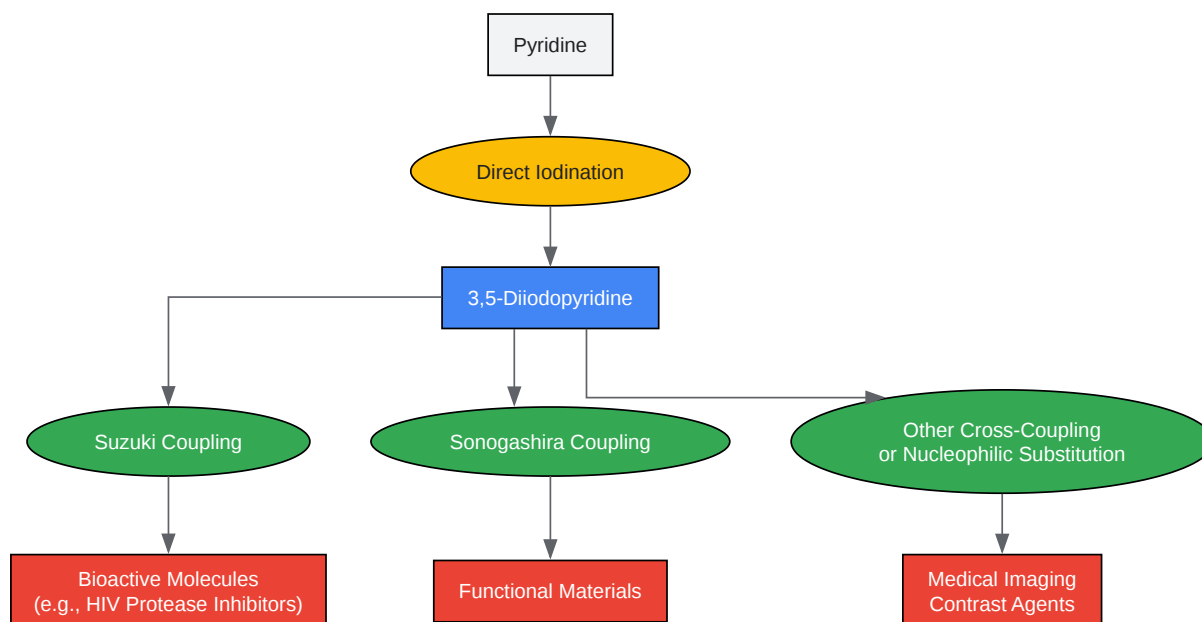 Pyridine
Direct Iodination
3,5-Diiodopyridine
Suzuki Coupling
Sonogashira Coupling
Other Cross-Coupling
or Nucleophilic Substitution
Bioactive Molecules
(e.g., HIV Protease Inhibitors)
Functional Materials
Medical Imaging
Contrast Agents